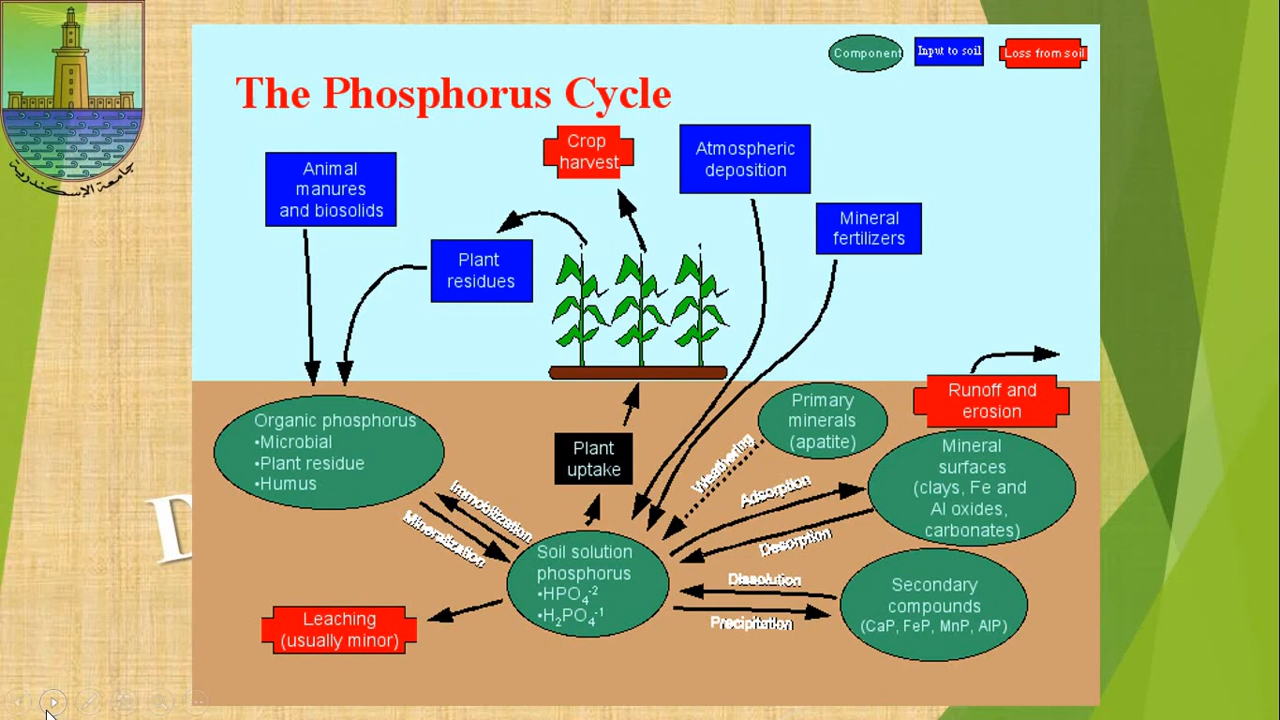 جامعة الإسكندرية
Component
Input to soil
Loss from soil
The Phosphorus Cycle
Crop
harvest
Atmospheric
deposition
Animal
manures
and biosolids
Mineral
fertilizers
Plant
residues
Runoff and
erosion
Primary
minerals
(apatite)
Organic phosphorus
•Microbial
•Plant residue
•Humus
Plant
uptake
Weathering
Adsorption
Mineral
surfaces
(clays, Fe and
Al oxides,
carbonates)
Immobilization
Mineralization
Desorption
Soil solution
phosphorus
•HPO4-2
•H2PO4-1
Dissolution
Precipitation
Secondary
compounds
(CaP, FeP, MnP, AlP)
Leaching
(usually minor)
D